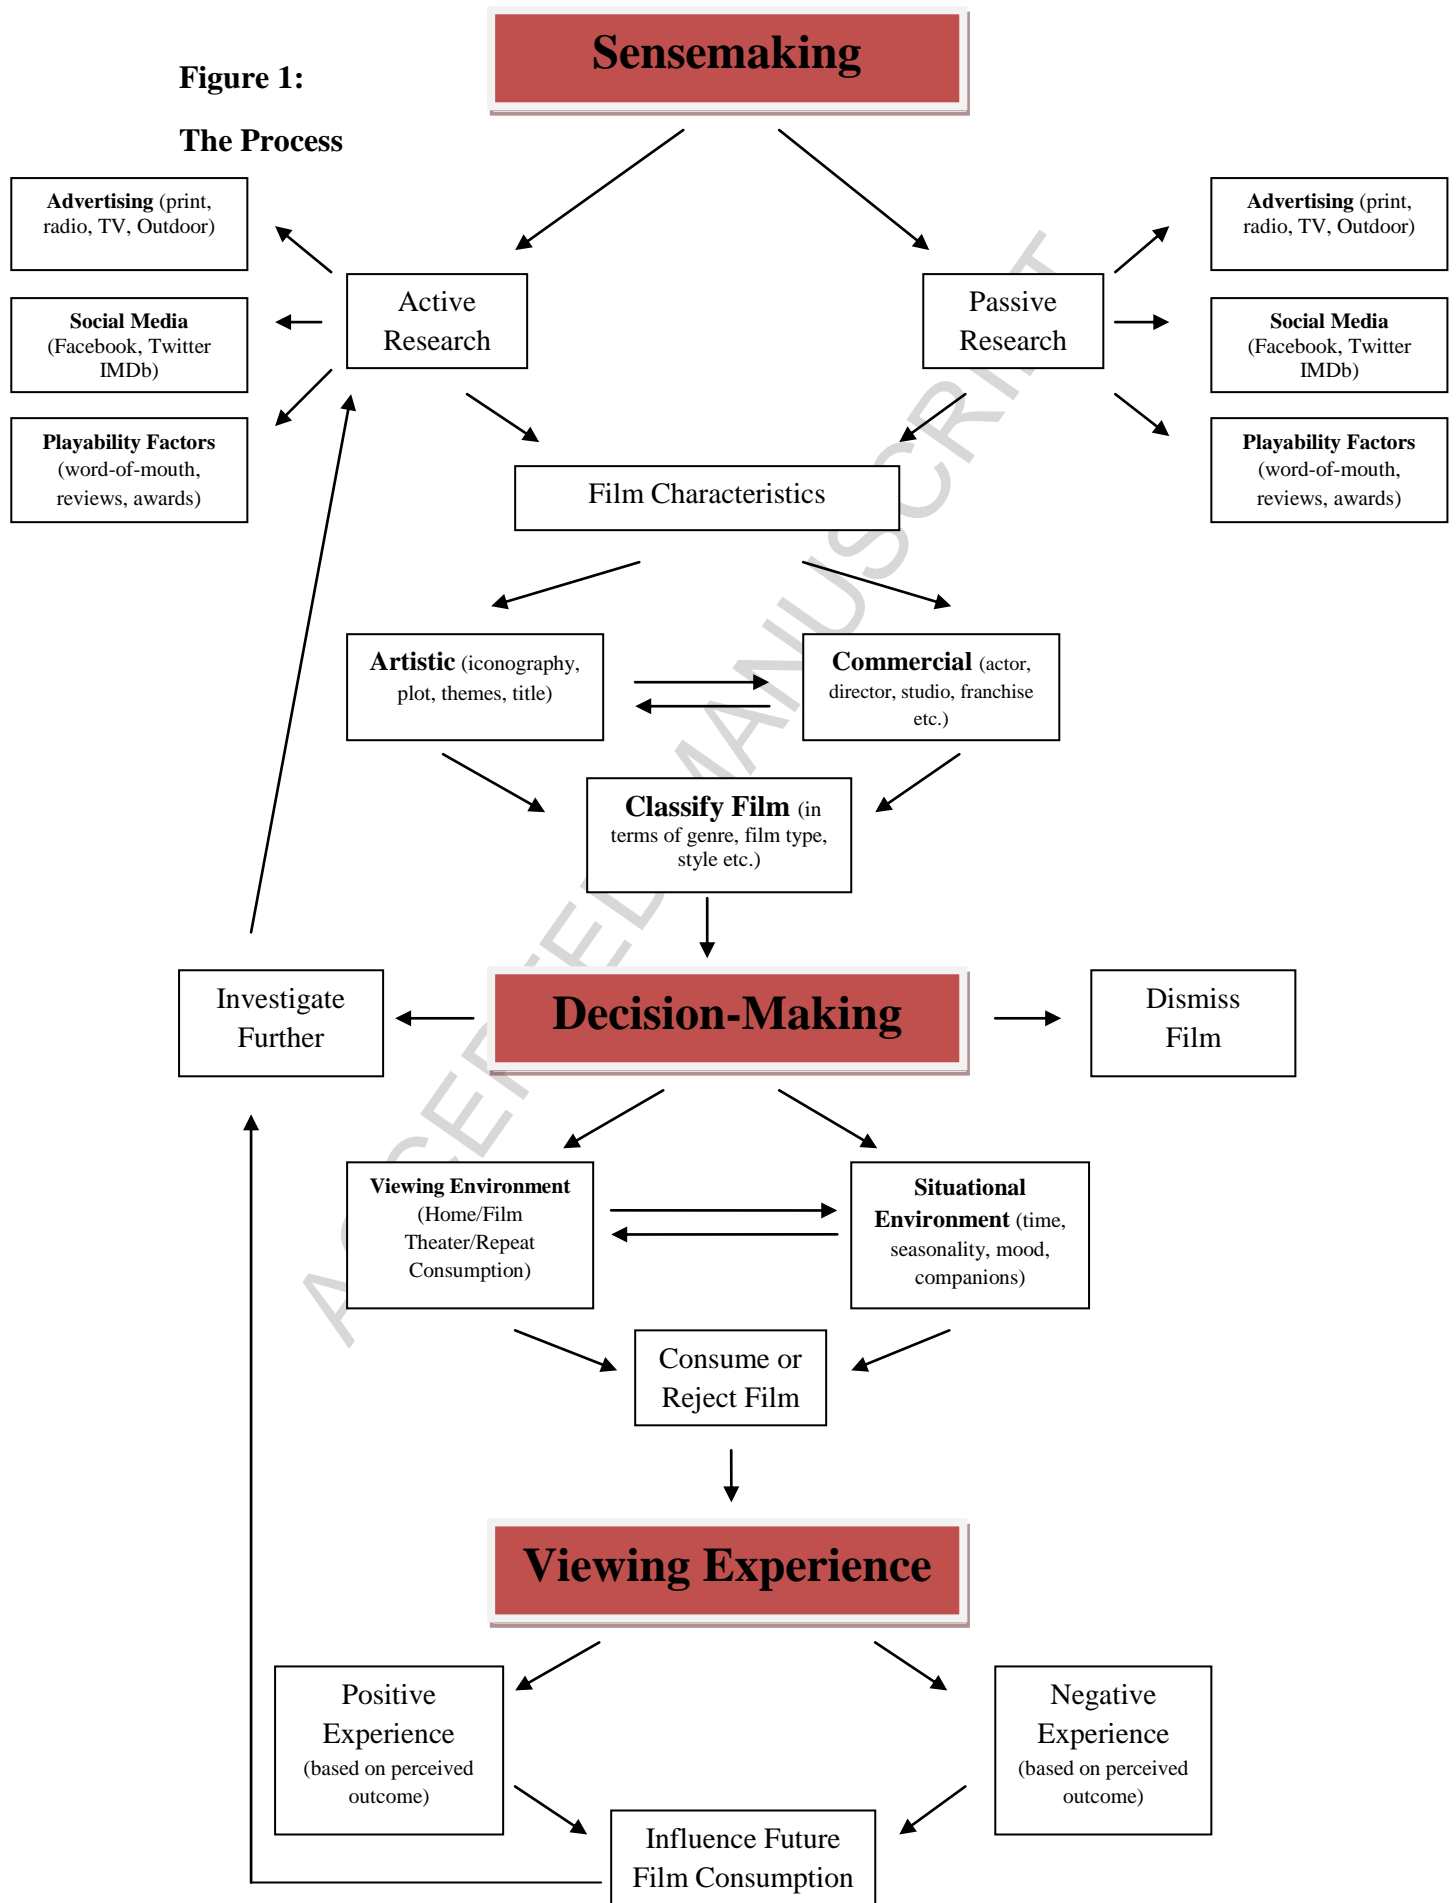 Sensemaking
Figure 1:
The Process
Advertising (print,
radio, TV, Outdoor)
Advertising (print,
radio, TV, Outdoor)
Active
Research
Passive
Research
Social Media
(Facebook, Twitter
IMDb)
Social Media
(Facebook, Twitter
IMDb)
Playability Factors
(word-of-mouth,
reviews, awards)
Playability Factors
(word-of-mouth,
reviews, awards)
Film Characteristics
Artistic (iconography,
plot, themes, title)
Commercial (actor,
director, studio, franchise
etc.)
Classify Film (in
terms of genre, film type,
style etc.)
Investigate
Further
Decision-Making
Dismiss
Film
Viewing Environment
(Home/Film
Theater/Repeat
Consumption)
Situational
Environment (time,
seasonality, mood,
companions)
Consume or
Reject Film
Viewing Experience
Positive
Experience
(based on perceived
outcome)
Negative
Experience
(based on perceived
outcome)
Influence Future
Film Consumption
ACCEPTED MANUSCRIPT